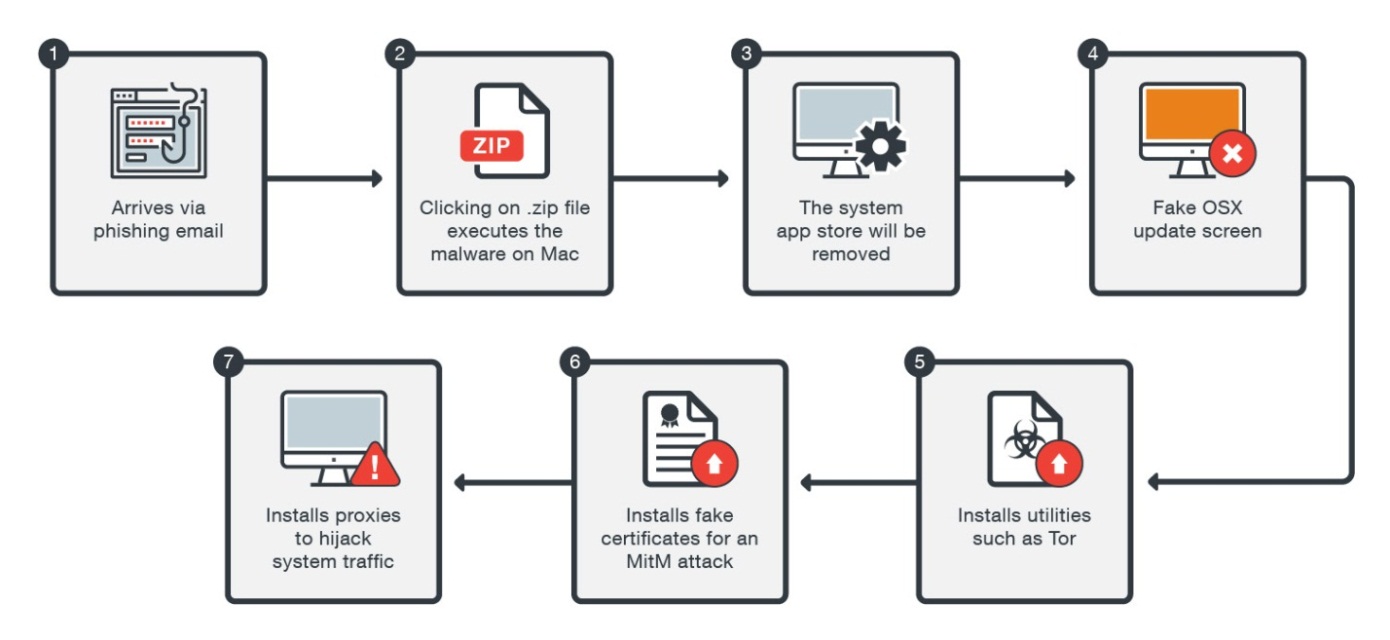 1
Arrives via
phishing email
2
ZIP
Clicking on .zip file
executes the
malware on Mac
3
The system
app store will be
removed
4
Fake OSX
update screen
5
Installs utilities
such as Tor
6
Installs fake
certificates for an
MitM attack
7
Installs proxies
to hijack
system traffic